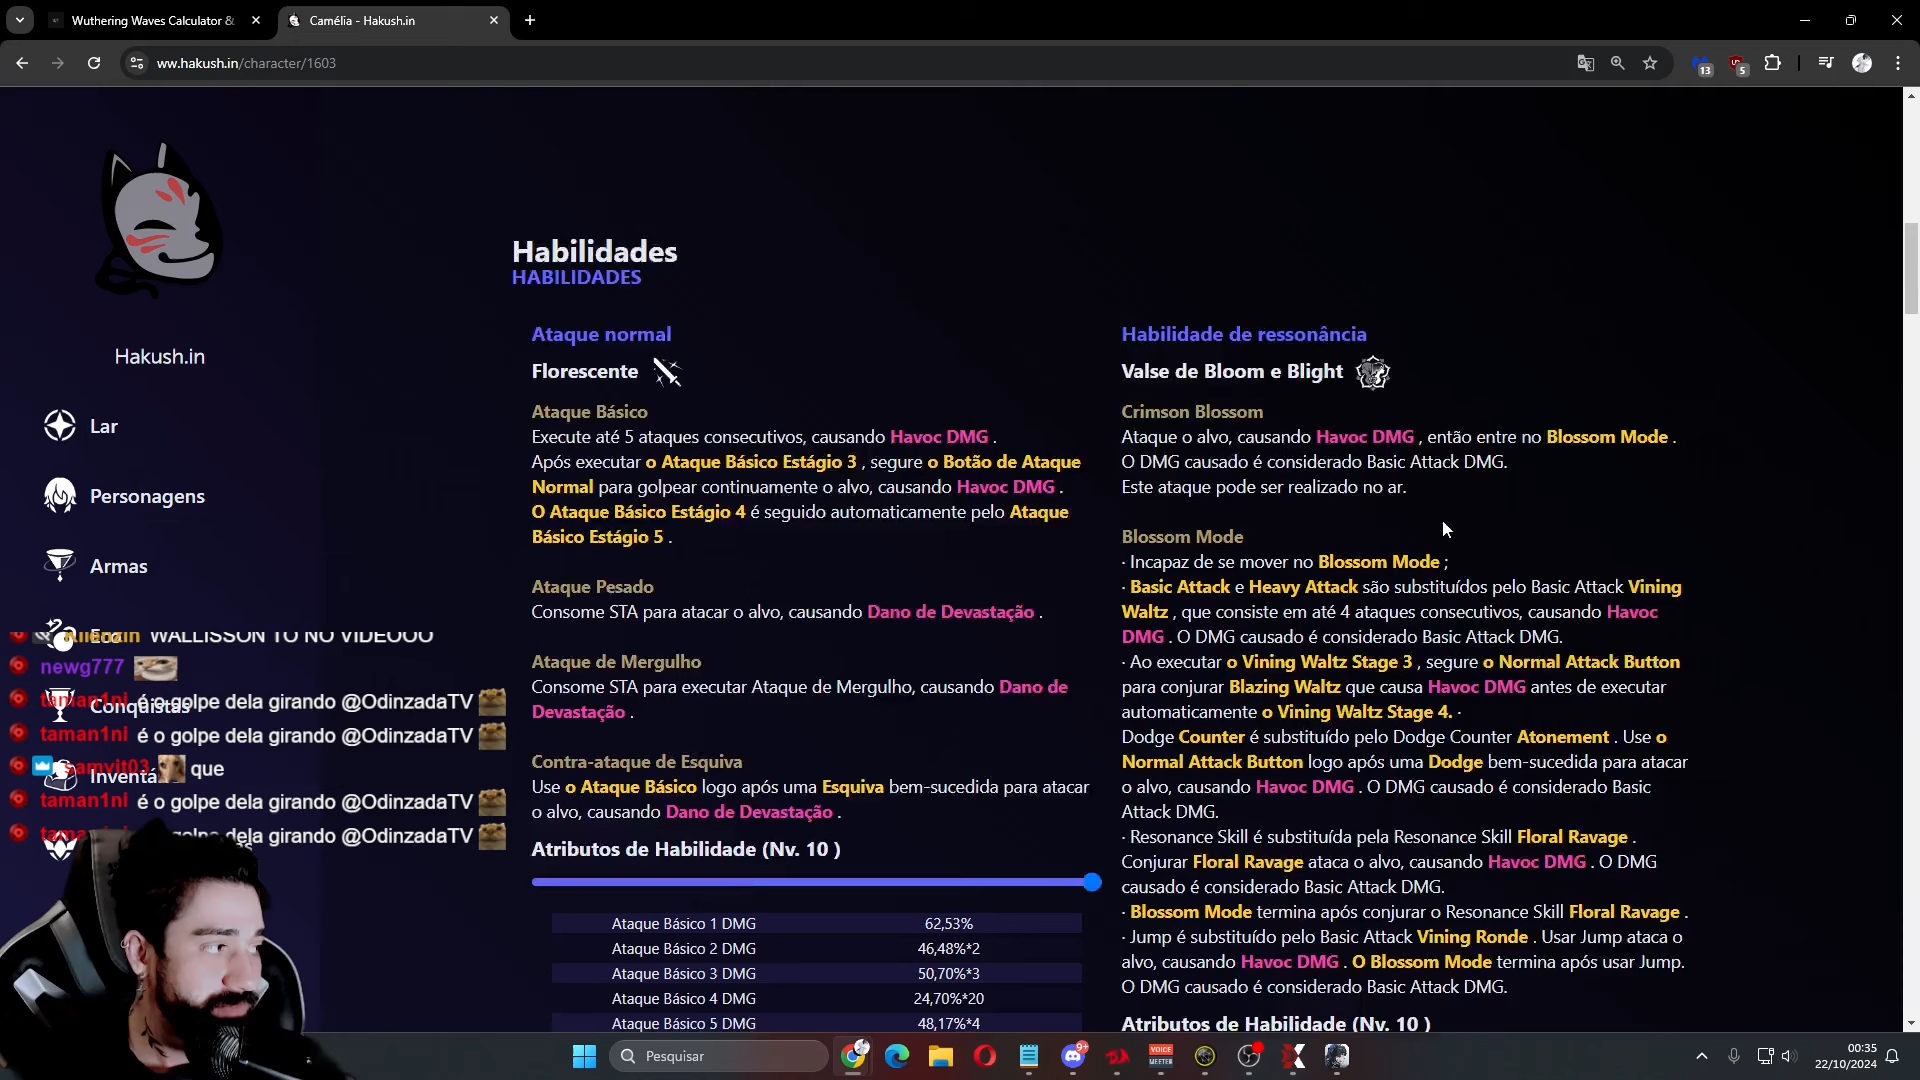 Wuthering Waves Calculator &
Camélia - Hakush.in
ww.hakush.in/character/1603
13
5
Hakush.in
Lar
Personagens
Armas
Eco
Conquistas
WALLISSON TO NO VIDEOOO
newg777
taman1ni é o golpe dela girando @OdinzadaTV
taman1ni é o golpe dela girando @OdinzadaTV
samyit03 que
taman1ni é o golpe dela girando @OdinzadaTV
golpe dela girando @OdinzadaTV
Habilidades
HABILIDADES
Ataque normal
Florescente
Ataque Básico
Execute até 5 ataques consecutivos, causando Havoc DMG .
Após executar o Ataque Básico Estágio 3 , segure o Botão de Ataque
Normal para golpear continuamente o alvo, causando Havoc DMG .
O Ataque Básico Estágio 4 é seguido automaticamente pelo Ataque
Básico Estágio 5 .
Ataque Pesado
Consome STA para atacar o alvo, causando Dano de Devastação .
Ataque de Mergulho
Consome STA para executar Ataque de Mergulho, causando Dano de
Devastação .
Contra-ataque de Esquiva
Use o Ataque Básico logo após uma Esquiva bem-sucedida para atacar
o alvo, causando Dano de Devastação .
Atributos de Habilidade (Nv. 10 )
Ataque Básico 1 DMG 62,53%
Ataque Básico 2 DMG 46,48%*2
Ataque Básico 3 DMG 50,70%*3
Ataque Básico 4 DMG 24,70%*20
Ataque Básico 5 DMG 48,17%*4
Habilidade de ressonância
Valse de Bloom e Blight
Crimson Blossom
Ataque o alvo, causando Havoc DMG , então entre no Blossom Mode .
O DMG causado é considerado Basic Attack DMG.
Este ataque pode ser realizado no ar.
Blossom Mode
· Incapaz de se mover no Blossom Mode ;
· Basic Attack e Heavy Attack são substituídos pelo Basic Attack Vining
Waltz , que consiste em até 4 ataques consecutivos, causando Havoc
DMG . O DMG causado é considerado Basic Attack DMG.
· Ao executar o Vining Waltz Stage 3 , segure o Normal Attack Button
para conjurar Blazing Waltz que causa Havoc DMG antes de executar
automaticamente o Vining Waltz Stage 4. ·
Dodge Counter é substituído pelo Dodge Counter Atonement . Use o
Normal Attack Button logo após uma Dodge bem-sucedida para atacar
o alvo, causando Havoc DMG . O DMG causado é considerado Basic
Attack DMG.
· Resonance Skill é substituída pela Resonance Skill Floral Ravage .
Conjurar Floral Ravage ataca o alvo, causando Havoc DMG . O DMG
causado é considerado Basic Attack DMG.
· Blossom Mode termina após conjurar o Resonance Skill Floral Ravage .
· Jump é substituído pelo Basic Attack Vining Ronde . Usar Jump ataca o
alvo, causando Havoc DMG . O Blossom Mode termina após usar Jump.
O DMG causado é considerado Basic Attack DMG.
Atributos de Habilidade (Nv. 10 )
Pesquisar
9+
VOICE
MEETER
00:35
22/10/2024